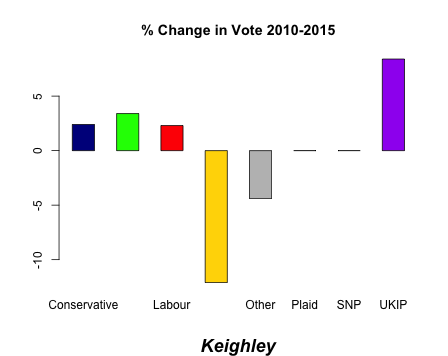 % Change in Vote 2010-2015
5
0
-5
-10
Conservative Labour Other Plaid SNP UKIP
Keighley